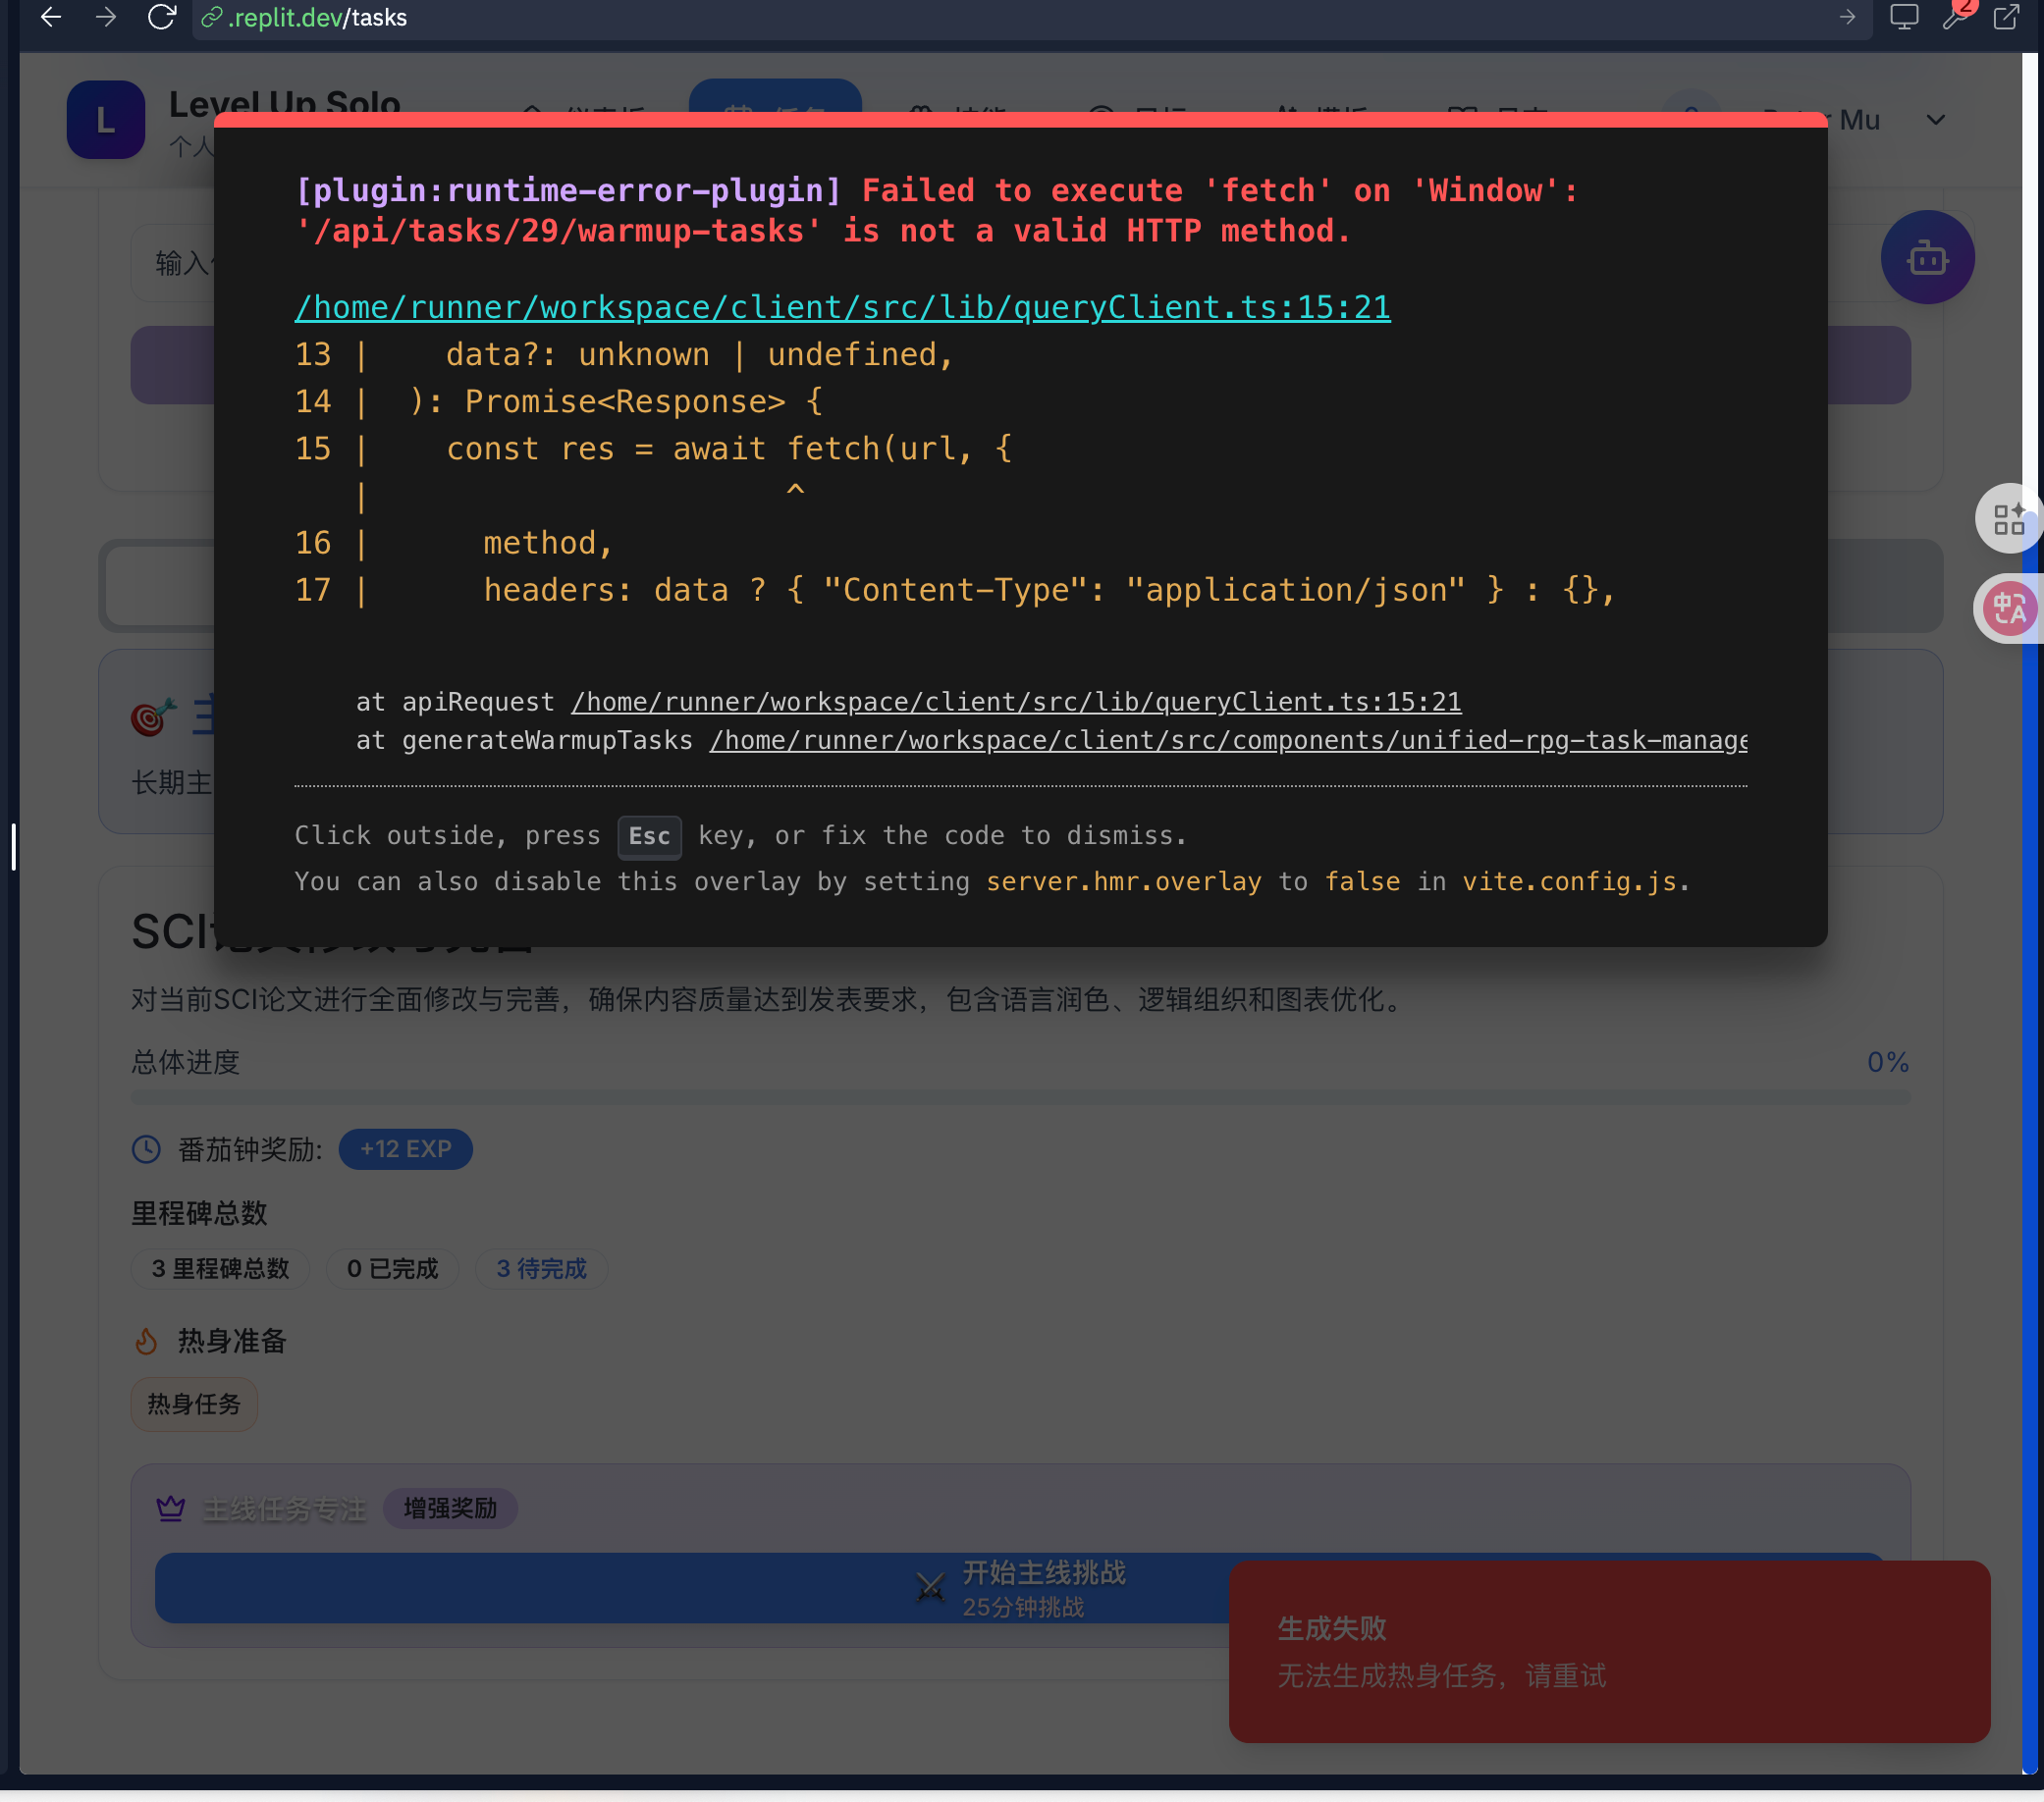 .replit.dev/tasks
2
L
Level Up Solo
个人
Mu
输入
[plugin:runtime-error-plugin] Failed to execute 'fetch' on 'Window':
'/api/tasks/29/warmup-tasks' is not a valid HTTP method.
/home/runner/workspace/client/src/lib/queryClient.ts:15:21
13 |    data?: unknown | undefined,
14 |  ): Promise<Response> {
15 |    const res = await fetch(url, {
|                      ^
16 |      method,
17 |      headers: data ? { "Content-Type": "application/json" } : {},
at apiRequest /home/runner/workspace/client/src/lib/queryClient.ts:15:21
at generateWarmupTasks /home/runner/workspace/client/src/components/unified-rpg-task-manage
Click outside, press Esc key, or fix the code to dismiss.
You can also disable this overlay by setting server.hmr.overlay to false in vite.config.js.
主
长期主
SCI论文修改与完善
对当前SCI论文进行全面修改与完善，确保内容质量达到发表要求，包含语言润色、逻辑组织和图表优化。
总体进度 0%
番茄钟奖励: +12 EXP
里程碑总数
3 里程碑总数 0 已完成 3 待完成
热身准备
热身任务
主线任务专注 增强奖励
开始主线挑战
25分钟挑战
生成失败
无法生成热身任务，请重试